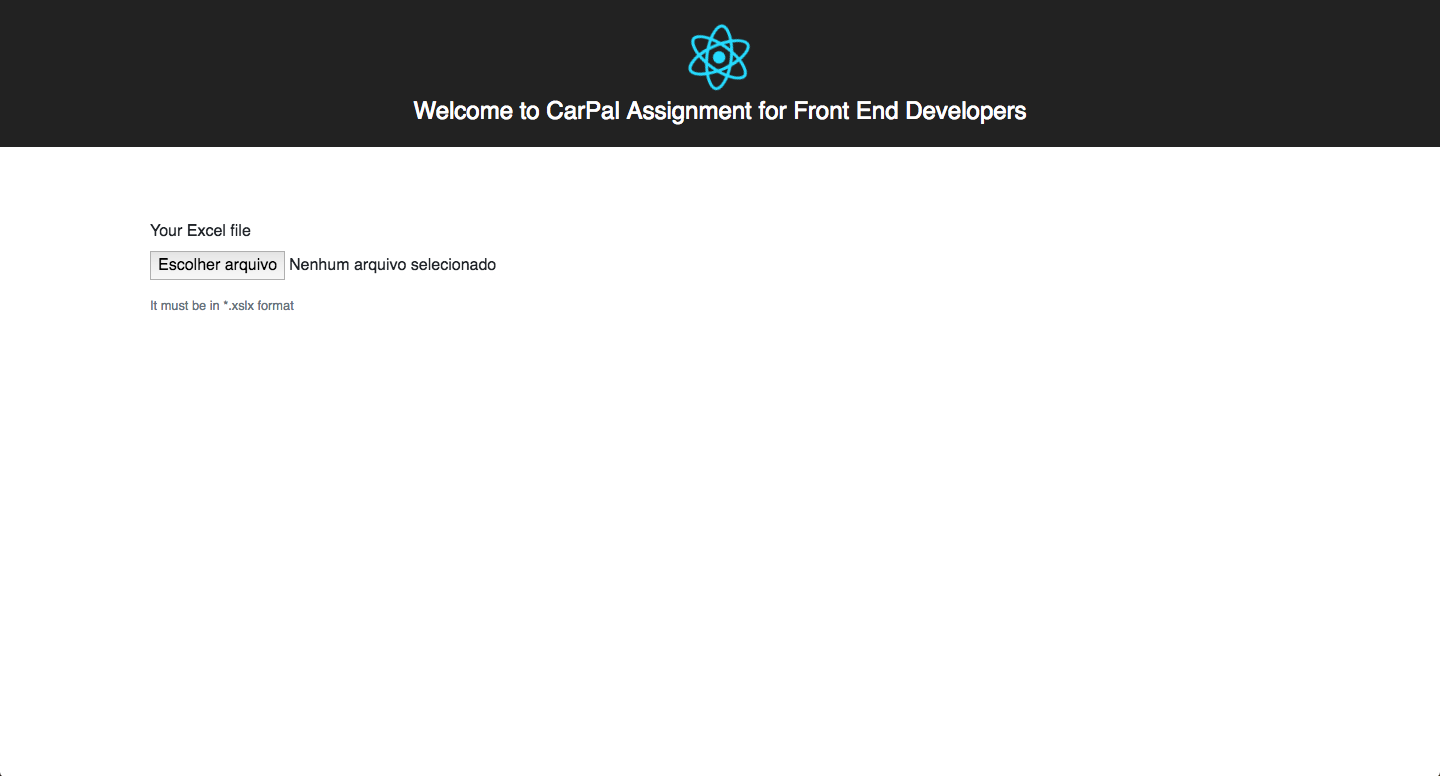 Welcome to CarPal Assignment for Front End Developers
Your Excel file
Escolher arquivo Nenhum arquivo selecionado
It must be in *.xslx format